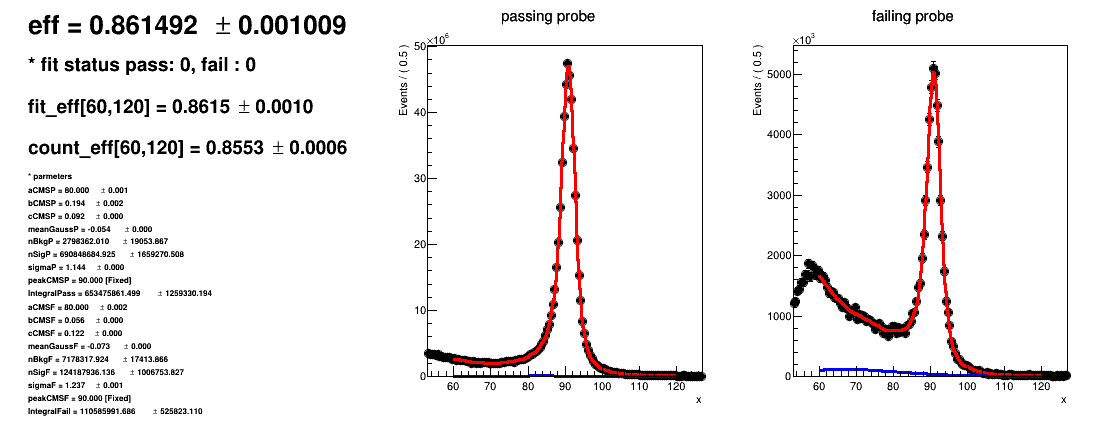 eff = 0.861492 ± 0.001009
* fit status pass: 0, fail : 0
fit_eff[60,120] = 0.8615 ± 0.0010
count_eff[60,120] = 0.8553 ± 0.0006
* parmeters
aCMSP = 80.000 ± 0.001
bCMSP = 0.194 ± 0.002
cCMSP = 0.092 ± 0.000
meanGaussP = -0.054 ± 0.000
nBkgP = 2798362.010 ± 19053.867
nSigP = 690848684.925 ± 1659270.508
sigmaP = 1.144 ± 0.000
peakCMSP = 90.000 [Fixed]
IntegralPass = 653475861.499 ± 1259330.194
aCMSF = 80.000 ± 0.002
bCMSF = 0.056 ± 0.000
cCMSF = 0.122 ± 0.000
meanGaussF = -0.073 ± 0.000
nBkgF = 7178317.924 ± 17413.866
nSigF = 124187936.136 ± 1006753.827
sigmaF = 1.237 ± 0.001
peakCMSF = 90.000 [Fixed]
IntegralFail = 110585991.686 ± 525823.110
passing probe
×10⁶
Events / ( 0.5 )
50
40
30
20
10
0
60 70 80 90 100 110 120
x
failing probe
×10³
Events / ( 0.5 )
5000
4000
3000
2000
1000
0
60 70 80 90 100 110 120
x